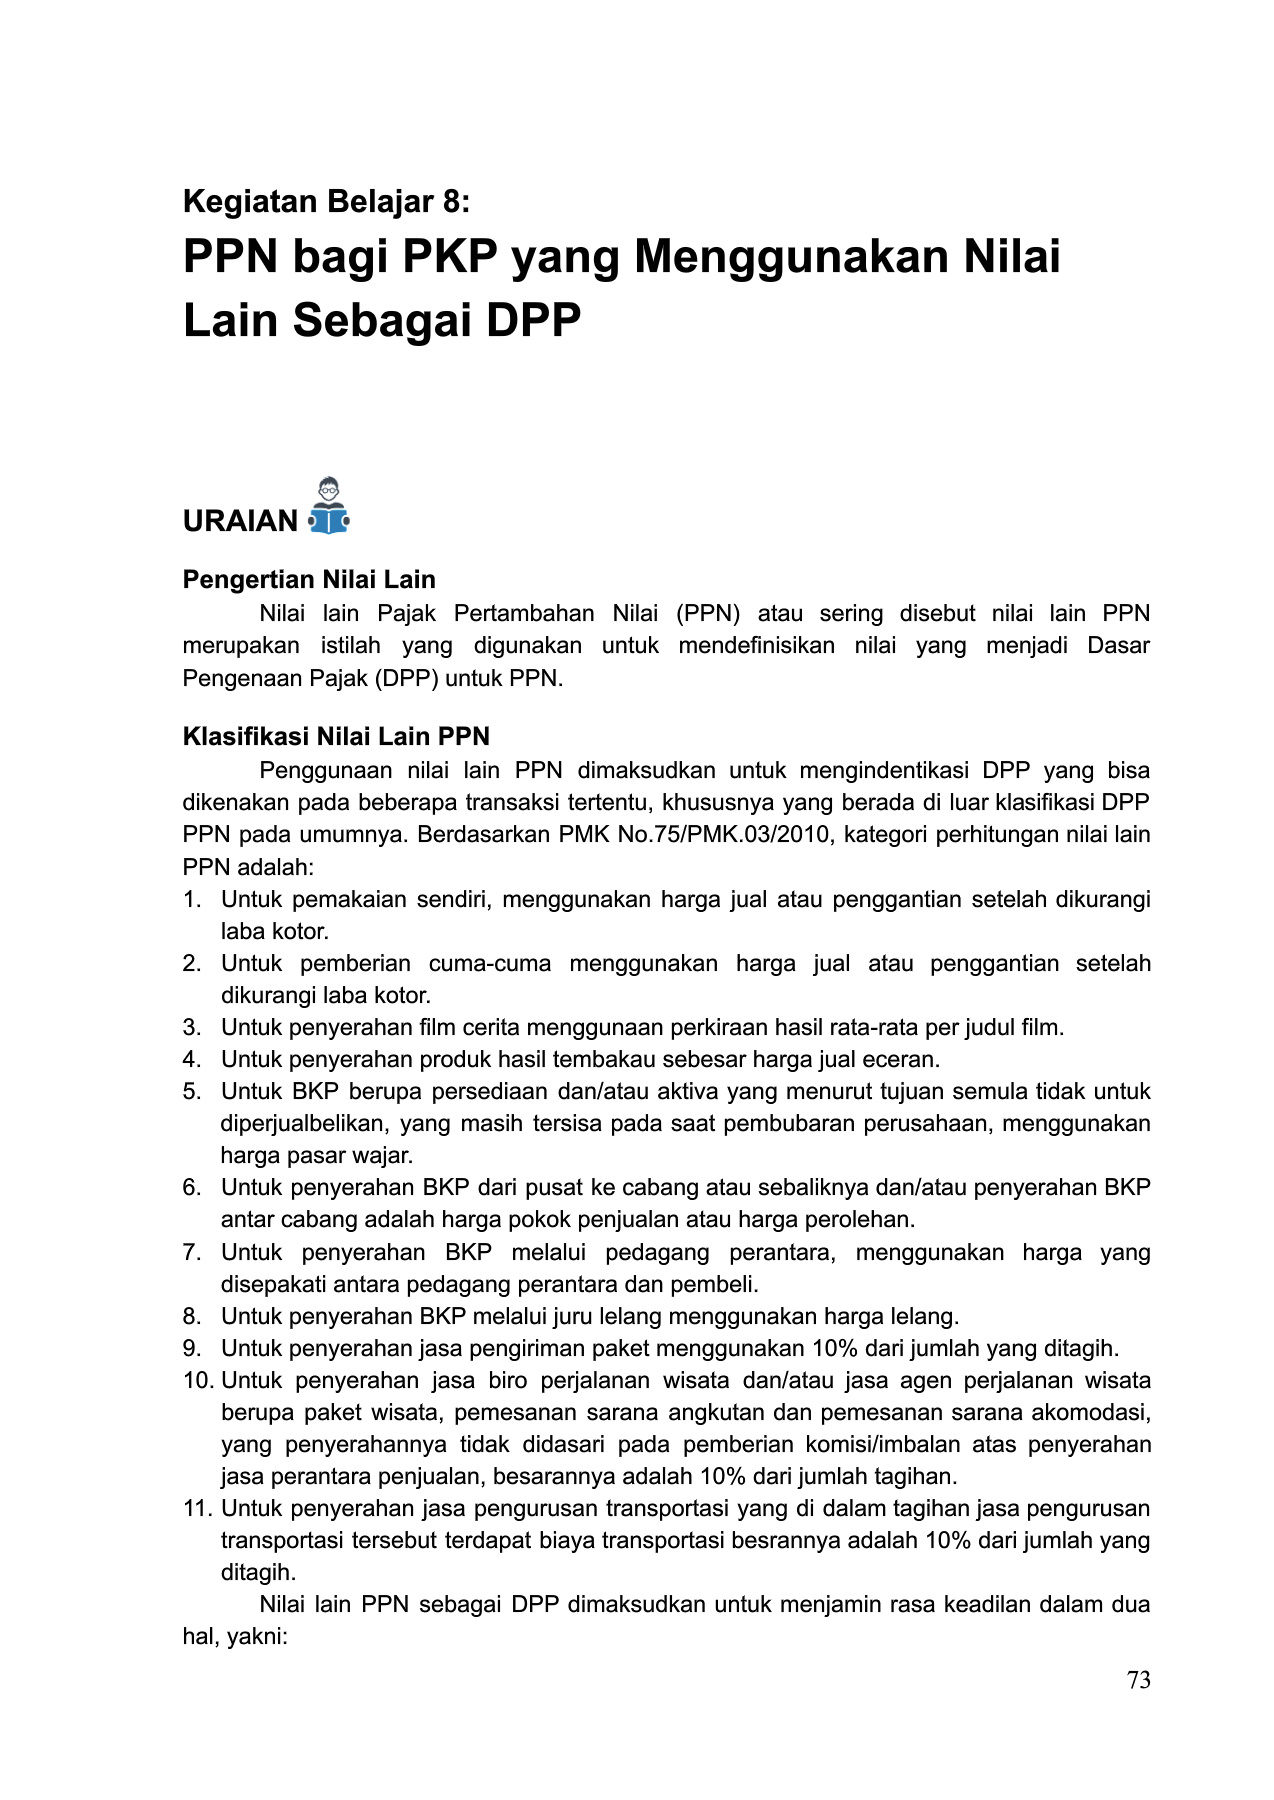 Kegiatan Belajar 8:
PPN bagi PKP yang Menggunakan Nilai
Lain Sebagai DPP
URAIAN
Pengertian Nilai Lain
Nilai lain Pajak Pertambahan Nilai (PPN) atau sering disebut nilai lain PPN
merupakan istilah yang digunakan untuk mendefinisikan nilai yang menjadi Dasar
Pengenaan Pajak (DPP) untuk PPN.
Klasifikasi Nilai Lain PPN
Penggunaan nilai lain PPN dimaksudkan untuk mengindentikasi DPP yang bisa
dikenakan pada beberapa transaksi tertentu, khususnya yang berada di luar klasifikasi DPP
PPN pada umumnya. Berdasarkan PMK No.75/PMK.03/2010, kategori perhitungan nilai lain
PPN adalah:
1. Untuk pemakaian sendiri, menggunakan harga jual atau penggantian setelah dikurangi
laba kotor.
2. Untuk pemberian cuma-cuma menggunakan harga jual atau penggantian setelah
dikurangi laba kotor.
3. Untuk penyerahan film cerita menggunaan perkiraan hasil rata-rata per judul film.
4. Untuk penyerahan produk hasil tembakau sebesar harga jual eceran.
5. Untuk BKP berupa persediaan dan/atau aktiva yang menurut tujuan semula tidak untuk
diperjualbelikan, yang masih tersisa pada saat pembubaran perusahaan, menggunakan
harga pasar wajar.
6. Untuk penyerahan BKP dari pusat ke cabang atau sebaliknya dan/atau penyerahan BKP
antar cabang adalah harga pokok penjualan atau harga perolehan.
7. Untuk penyerahan BKP melalui pedagang perantara, menggunakan harga yang
disepakati antara pedagang perantara dan pembeli.
8. Untuk penyerahan BKP melalui juru lelang menggunakan harga lelang.
9. Untuk penyerahan jasa pengiriman paket menggunakan 10% dari jumlah yang ditagih.
10. Untuk penyerahan jasa biro perjalanan wisata dan/atau jasa agen perjalanan wisata
berupa paket wisata, pemesanan sarana angkutan dan pemesanan sarana akomodasi,
yang penyerahannya tidak didasari pada pemberian komisi/imbalan atas penyerahan
jasa perantara penjualan, besarannya adalah 10% dari jumlah tagihan.
11. Untuk penyerahan jasa pengurusan transportasi yang di dalam tagihan jasa pengurusan
transportasi tersebut terdapat biaya transportasi besrannya adalah 10% dari jumlah yang
ditagih.
Nilai lain PPN sebagai DPP dimaksudkan untuk menjamin rasa keadilan dalam dua
hal, yakni:
73